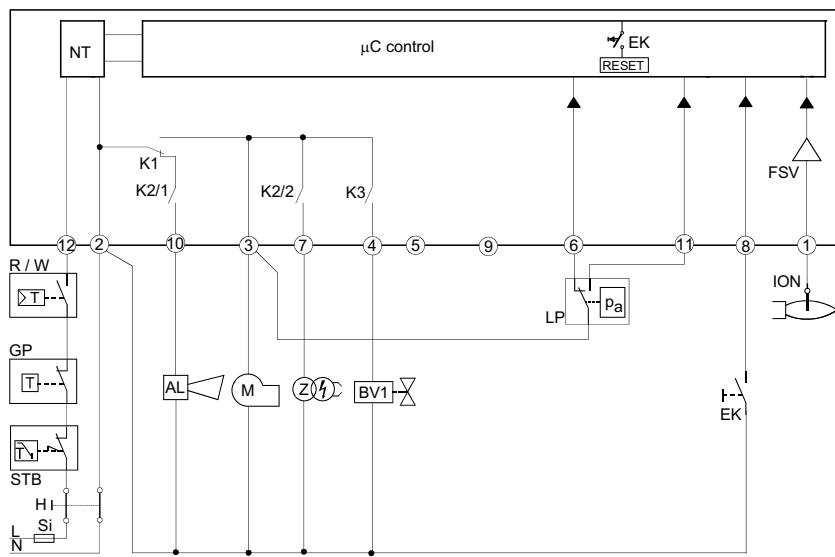 NT
μC control
EK
RESET
K1
K2/1
K2/2
K3
FSV
12 2 10 3 7 4 5 9 6 11 8 1
R / W
T
GP
T
STB
T
H
Si
L
N
AL
M
Z
BV1
LP
pa
ION
EK